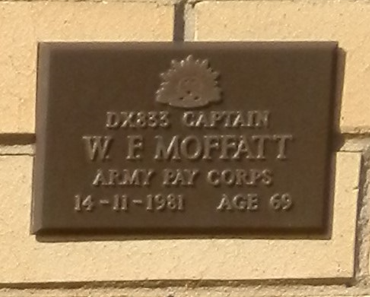 DX833 CAPTAIN
W. F. MOFFATT
ARMY PAY CORPS
14-11-1981 AGE 69